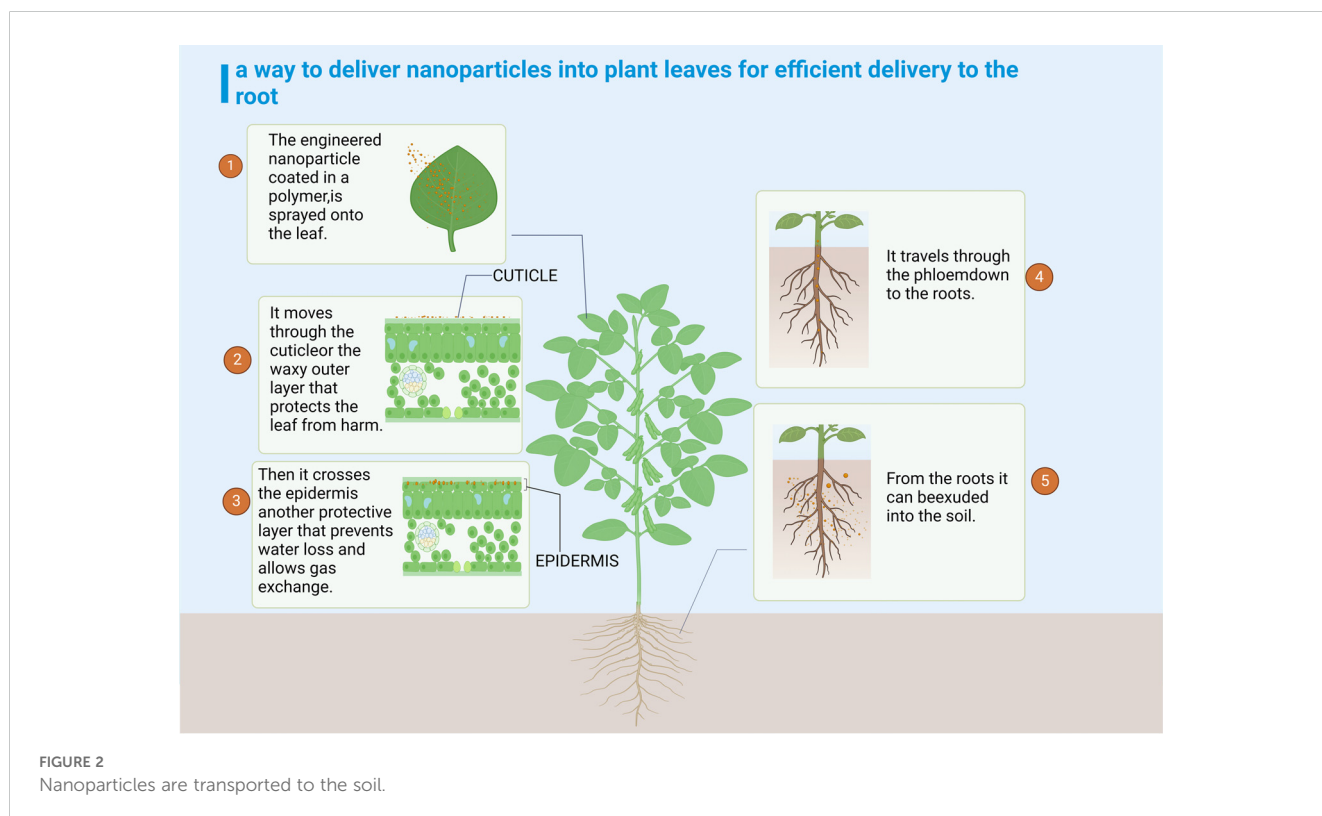 a way to deliver nanoparticles into plant leaves for efficient delivery to the
root
1
The engineered
nanoparticle
coated in a
polymer,is
sprayed onto
the leaf.
CUTICLE
2
It moves
through the
cuticleor the
waxy outer
layer that
protects the
leaf from harm.
3
Then it crosses
the epidermis
another protective
layer that prevents
water loss and
allows gas
exchange.
EPIDERMIS
4
It travels through
the phloemdown
to the roots.
5
From the roots it
can beexuded
into the soil.
FIGURE 2
Nanoparticles are transported to the soil.